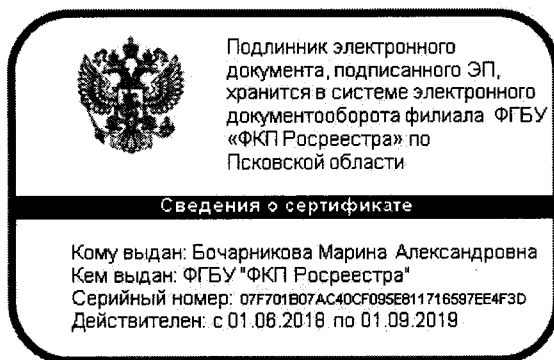 Подлинник электронного
документа, подписанного ЭП,
хранится в системе электронного
документооборота филиала ФГБУ
«ФКП Росреестра» по
Псковской области
Сведения о сертификате
Кому выдан: Бочарникова Марина Александровна
Кем выдан: ФГБУ "ФКП Росреестра"
Серийный номер: 07F701B07AC40CF095E811716597EE4F3D
Действителен: с 01.06.2018 по 01.09.2019